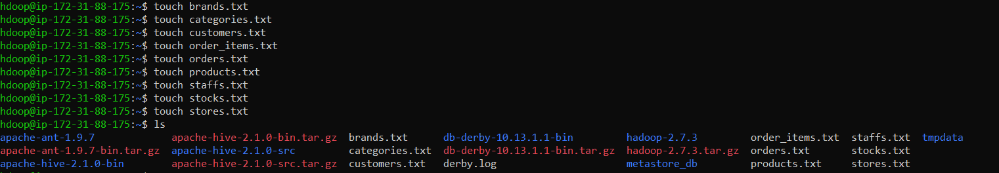 hdoop@ip-172-31-88-175:~$ touch brands.txt
hdoop@ip-172-31-88-175:~$ touch categories.txt
hdoop@ip-172-31-88-175:~$ touch customers.txt
hdoop@ip-172-31-88-175:~$ touch order_items.txt
hdoop@ip-172-31-88-175:~$ touch orders.txt
hdoop@ip-172-31-88-175:~$ touch products.txt
hdoop@ip-172-31-88-175:~$ touch staffs.txt
hdoop@ip-172-31-88-175:~$ touch stocks.txt
hdoop@ip-172-31-88-175:~$ touch stores.txt
hdoop@ip-172-31-88-175:~$ ls
apache-ant-1.9.7 apache-hive-2.1.0-bin.tar.gz brands.txt db-derby-10.13.1.1-bin hadoop-2.7.3 order_items.txt staffs.txt tmpdata
apache-ant-1.9.7-bin.tar.gz apache-hive-2.1.0-src categories.txt db-derby-10.13.1.1-bin.tar.gz hadoop-2.7.3.tar.gz orders.txt stocks.txt
apache-hive-2.1.0-bin apache-hive-2.1.0-src.tar.gz customers.txt derby.log metastore_db products.txt stores.txt